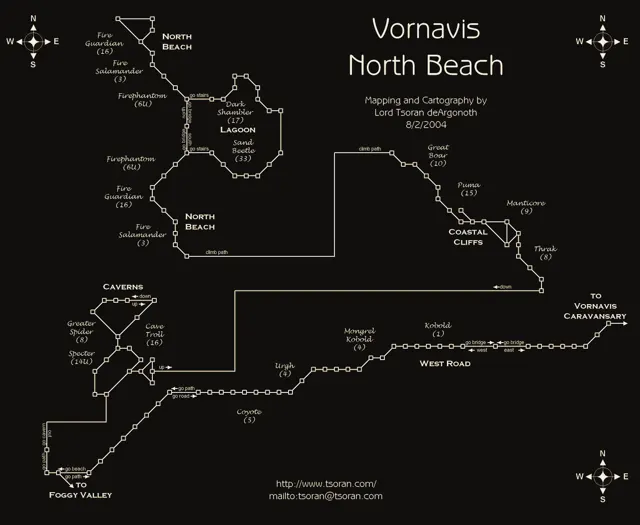 Vornavis
North Beach
Mapping and Cartography by
Lord Tsoran deArgonoth
8/2/2004
N
W
E
S
N
W
E
S
Fire
Guardian
(16)
North
Beach
Fire
Salamander
(3)
Firephantom
(6U)
go stairs
Dark
Shambler
(17)
Lagoon
Sand
Beetle
(33)
go stairs
Firephantom
(6U)
Fire
Guardian
(16)
North
Beach
Fire
Salamander
(3)
climb path
climb path
Great
Boar
(10)
Puma
(15)
Manticore
(9)
Coastal
Cliffs
Thrak
(8)
down
Caverns
down
up
Greater
Spider
(8)
Cave
Troll
(16)
Specter
(14U)
up
To
Vornavis
Caravansary
Kobold
(1)
Mongrel
Kobold
(4)
go bridge
go bridge
west
east
West Road
Urgh
(4)
go path
go road
Coyote
(5)
go path
go beach
go path
To
Foggy Valley
http://www.tsoran.com/
mailto:tsoran@tsoran.com
N
W
E
S